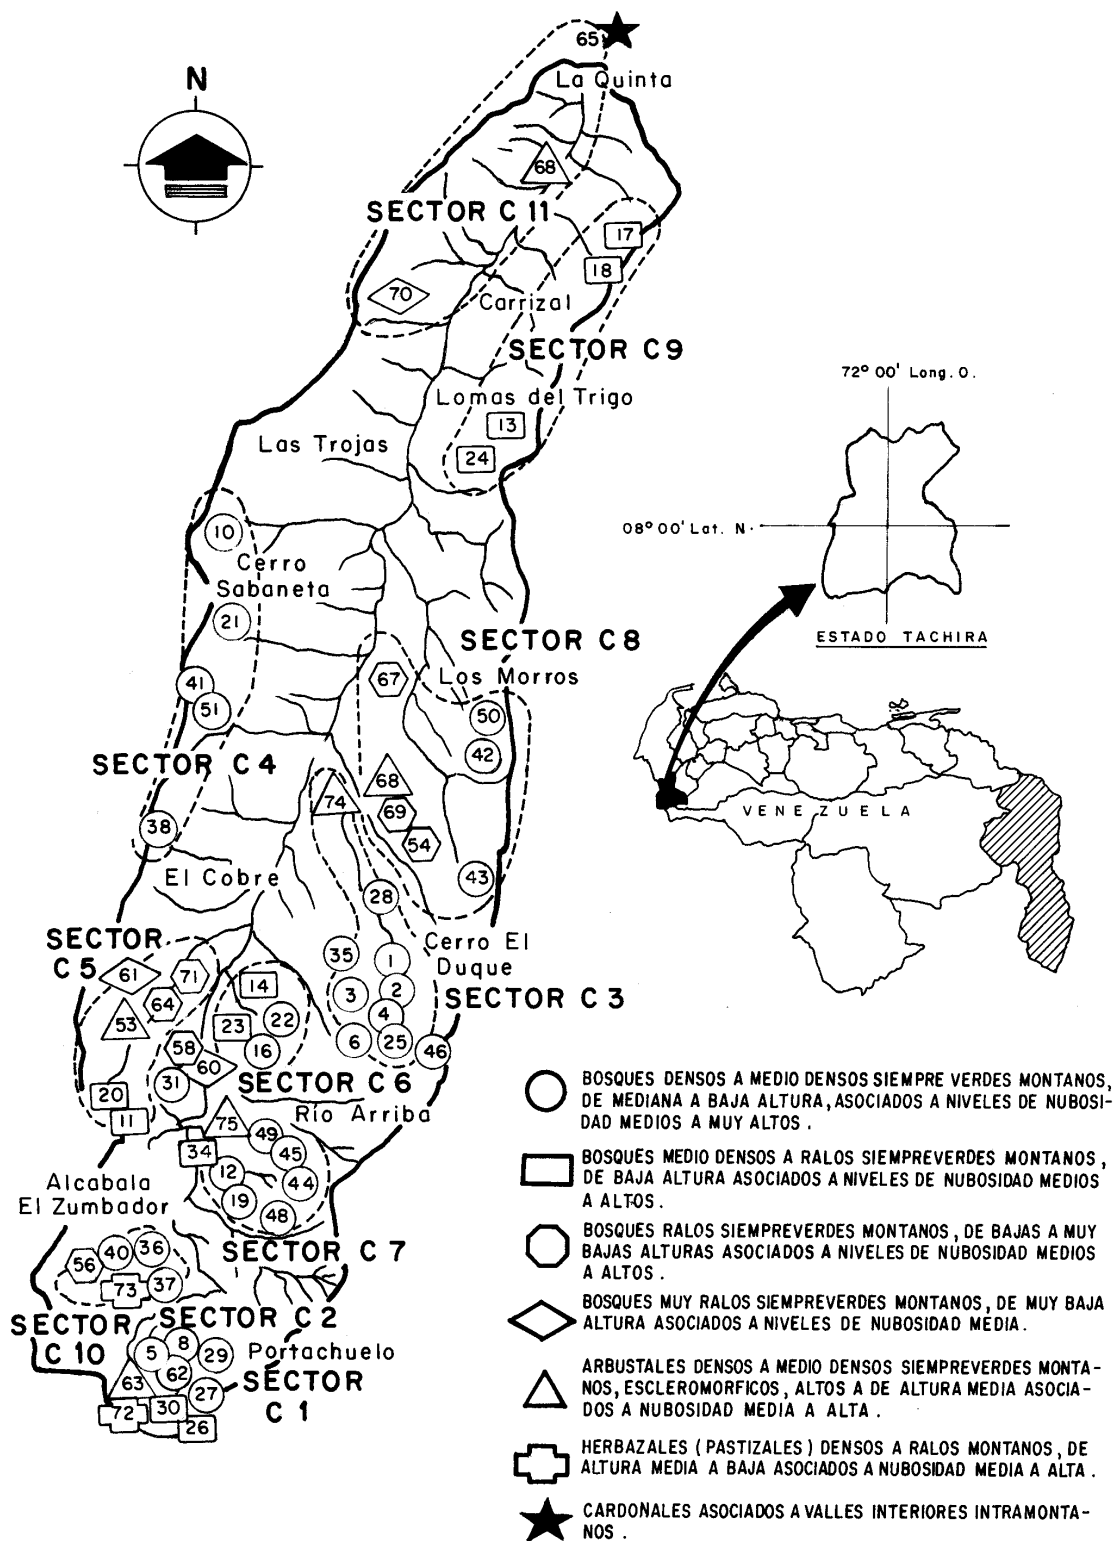 65
La Quinta
N
68
SECTOR C 11
17
18
70
Carrizal
SECTOR C 9
72° 00' Long. O.
Lomas del Trigo
13
Las Trojas
24
08° 00' Lat. N.
10
Cerro
Sabaneta
21
SECTOR C 8
ESTADO TACHIRA
67
Los Morros
41
51
50
42
SECTOR C 4
68
74
69
VENEZUELA
38
54
El Cobre
43
28
SECTOR
C 5
Cerro El
Duque
61
71
35
1
14
3
2
SECTOR C 3
64
53
23
22
4
58
16
6
25
46
60
31
SECTOR C 6
20
11
Río Arriba
75
49
34
45
12
44
19
48
Alcabala
El Zumbador
SECTOR C 7
56
40
36
73
37
SECTOR C 2
SECTOR
C 10
5
8
29
Portachuelo
62
63
27
SECTOR
C 1
72
30
26
BOSQUES DENSOS A MEDIO DENSOS SIEMPRE VERDES MONTANOS,
DE MEDIANA A BAJA ALTURA, ASOCIADOS A NIVELES DE NUBOSI-
DAD MEDIOS A MUY ALTOS.
BOSQUES MEDIO DENSOS A RALOS SIEMPREVERDES MONTANOS,
DE BAJA ALTURA ASOCIADOS A NIVELES DE NUBOSIDAD MEDIOS
A ALTOS.
BOSQUES RALOS SIEMPREVERDES MONTANOS, DE BAJAS A MUY
BAJAS ALTURAS ASOCIADOS A NIVELES DE NUBOSIDAD MEDIOS
A ALTOS.
BOSQUES MUY RALOS SIEMPREVERDES MONTANOS, DE MUY BAJA
ALTURA ASOCIADOS A NIVELES DE NUBOSIDAD MEDIA.
ARBUSTALES DENSOS A MEDIO DENSOS SIEMPREVERDES MONTA-
NOS, ESCLEROMORFICOS, ALTOS A DE ALTURA MEDIA ASOCIA-
DOS A NUBOSIDAD MEDIA A ALTA.
HERBAZALES (PASTIZALES) DENSOS A RALOS MONTANOS, DE
ALTURA MEDIA A BAJA ASOCIADOS A NUBOSIDAD MEDIA A ALTA.
CARDOÑALES ASOCIADOS A VALLES INTERIORES INTRAMONTA-
NOS.